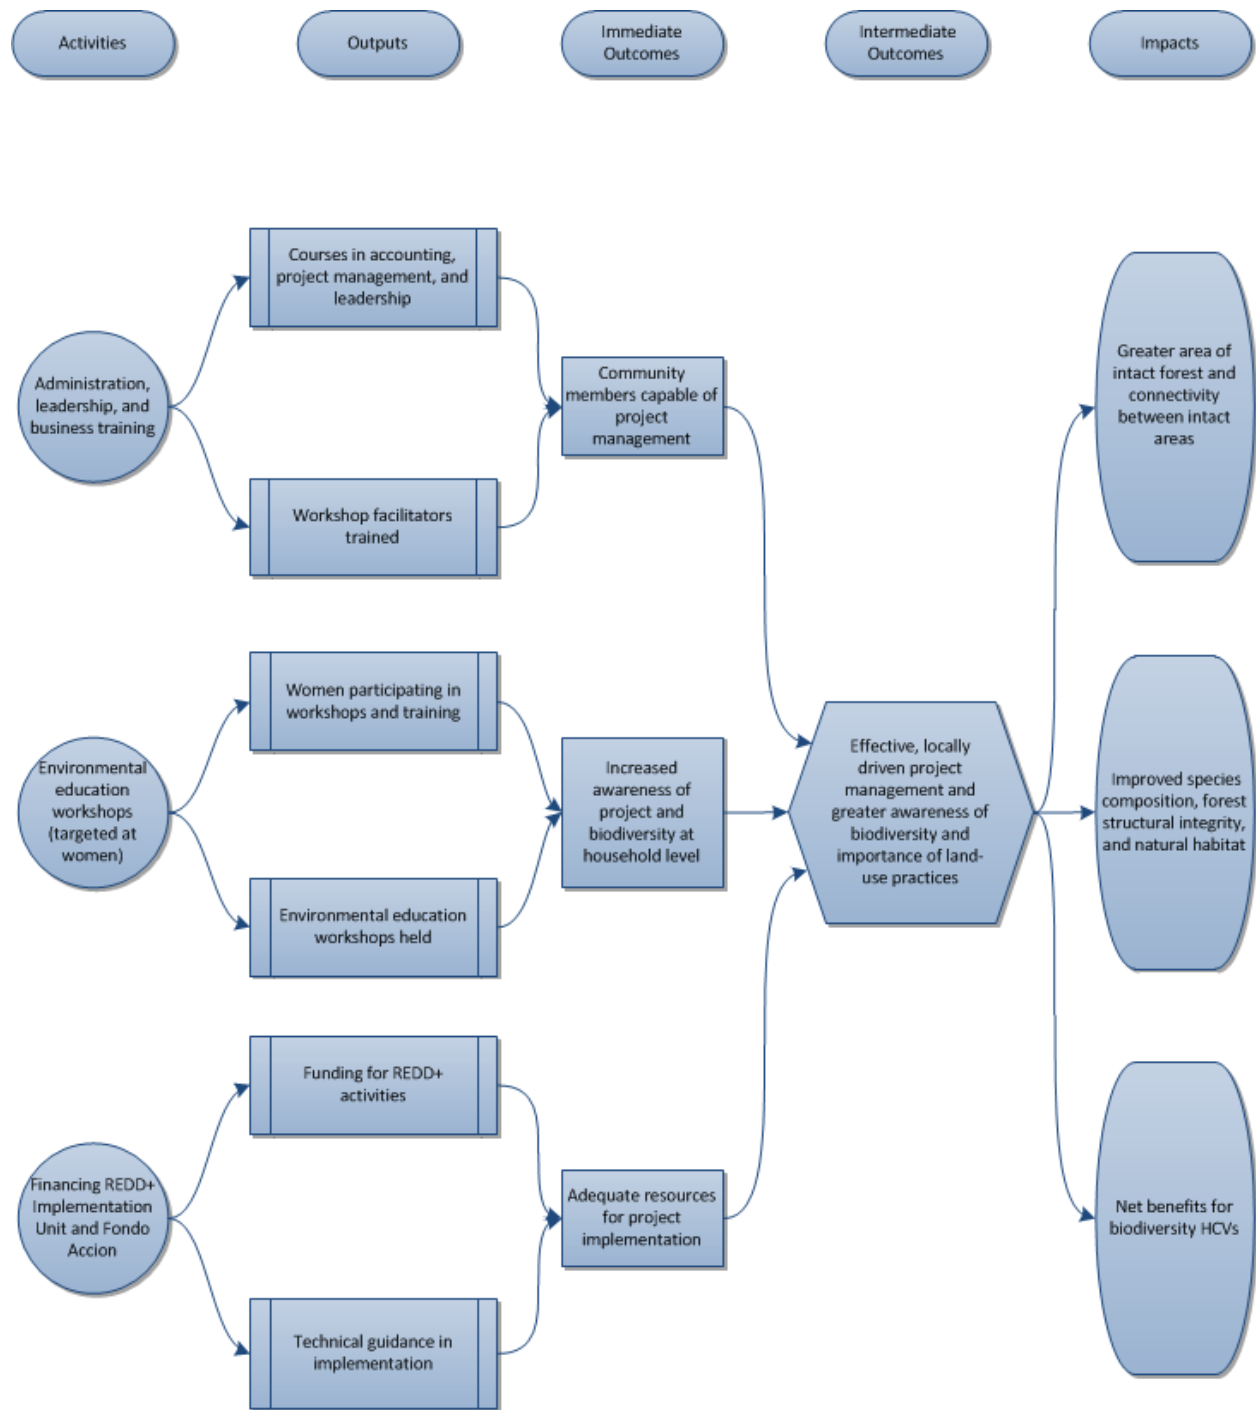 Activities
Outputs
Immediate
Outcomes
Intermediate
Outcomes
Impacts
Courses in accounting,
project management, and
leadership
Administration,
leadership, and
business training
Workshop facilitators
trained
Community
members capable of
project
management
Greater area of
intact forest and
connectivity
between intact
areas
Women participating in
workshops and training
Environmental
education
workshops
(targeted at
women)
Environmental education
workshops held
Increased
awareness of
project and
biodiversity at
household level
Effective, locally
driven project
management and
greater awareness of
biodiversity and
importance of land-
use practices
Improved species
composition, forest
structural integrity,
and natural habitat
Funding for REDD+
activities
Financing REDD+
Implementation
Unit and Fondo
Accion
Technical guidance in
implementation
Adequate resources
for project
implementation
Net benefits for
biodiversity HCVs